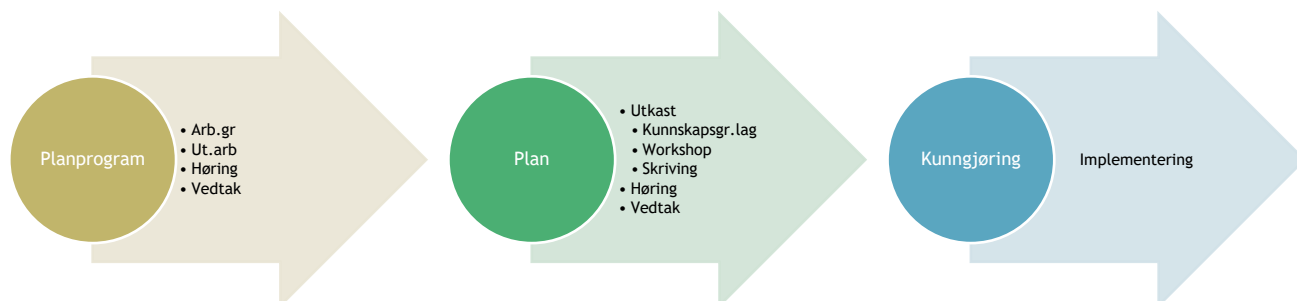 Planprogram
• Arb.gr
• Ut.arb
• Høring
• Vedtak
Plan
• Utkast
• Kunnskapsgr.lag
• Workshop
• Skriving
• Høring
• Vedtak
Kunngjøring
Implementering